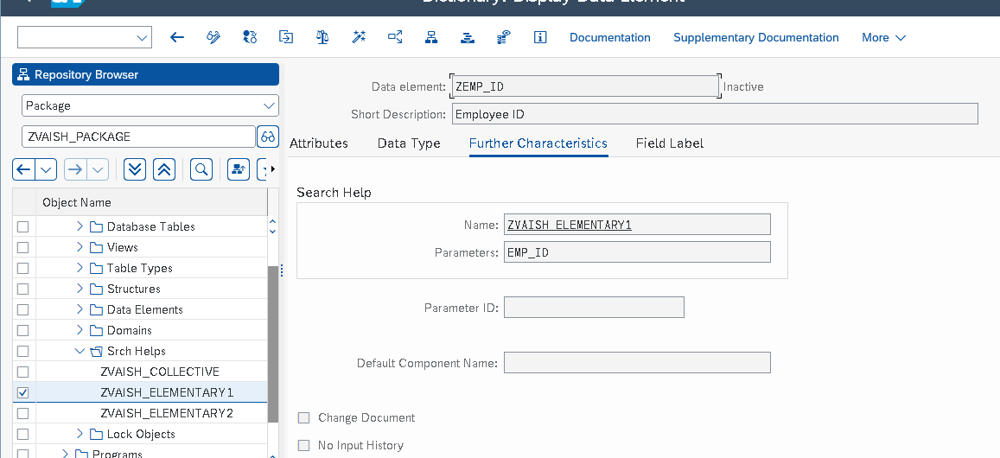 Dictionary: Display Data Element
Documentation
Supplementary Documentation
More
Repository Browser
Package
ZVAISH_PACKAGE
Object Name
Database Tables
Views
Table Types
Structures
Data Elements
Domains
Srch Helps
ZVAISH_COLLECTIVE
ZVAISH_ELEMENTARY1
ZVAISH_ELEMENTARY2
Lock Objects
Programs
Data element: ZEMP_ID Inactive
Short Description: Employee ID
Attributes Data Type Further Characteristics Field Label
Search Help
Name: ZVAISH_ELEMENTARY1
Parameters: EMP_ID
Parameter ID:
Default Component Name:
Change Document
No Input History